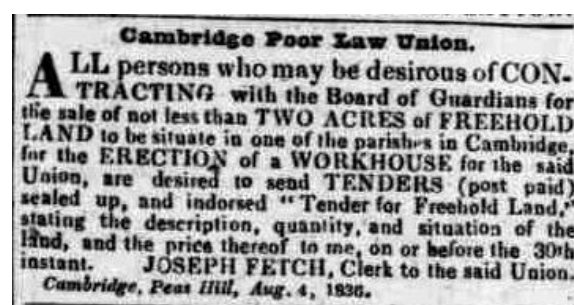 Cambridge Poor Law Union.
ALL persons who may be desirous of CON-
TRACTING with the Board of Guardians for
the sale of not less than TWO ACRES of FREEHOLD
LAND to be situate in one of the parishes in Cambridge,
for the ERECTION of a WORKHOUSE for the said
Union, are desired to send TENDERS (post paid)
sealed up, and indorsed "Tender for Freehold Land,"
stating the description, quantity, and situation of the
land, and the price thereof to me, on or before the 30th
instant. JOSEPH FETCH, Clerk to the said Union.
Cambridge, Peas Hill, Aug. 4, 1836.